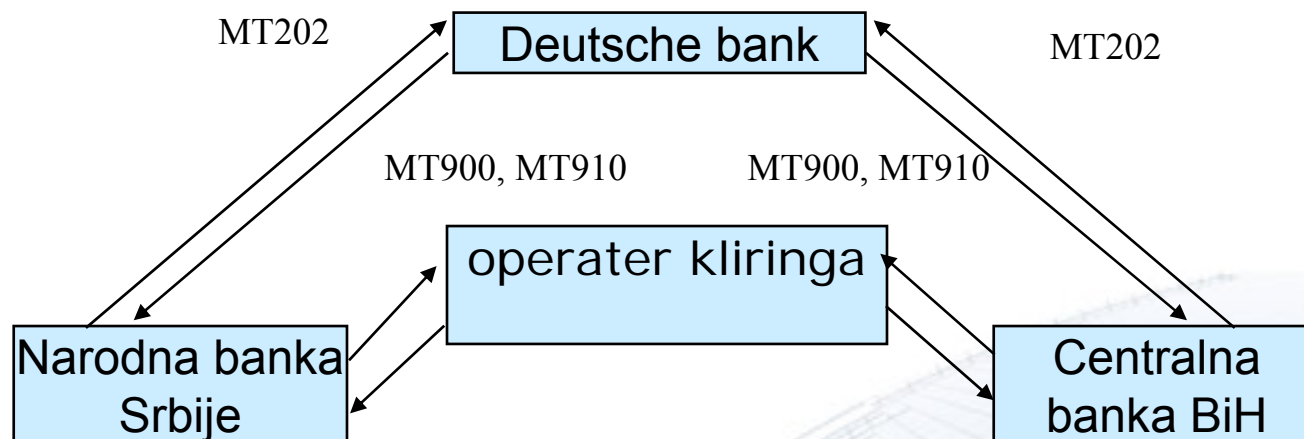 MT202
Deutsche bank
MT202
MT900, MT910
MT900, MT910
operater kliringa
Narodna banka
Srbije
Centralna
banka BiH